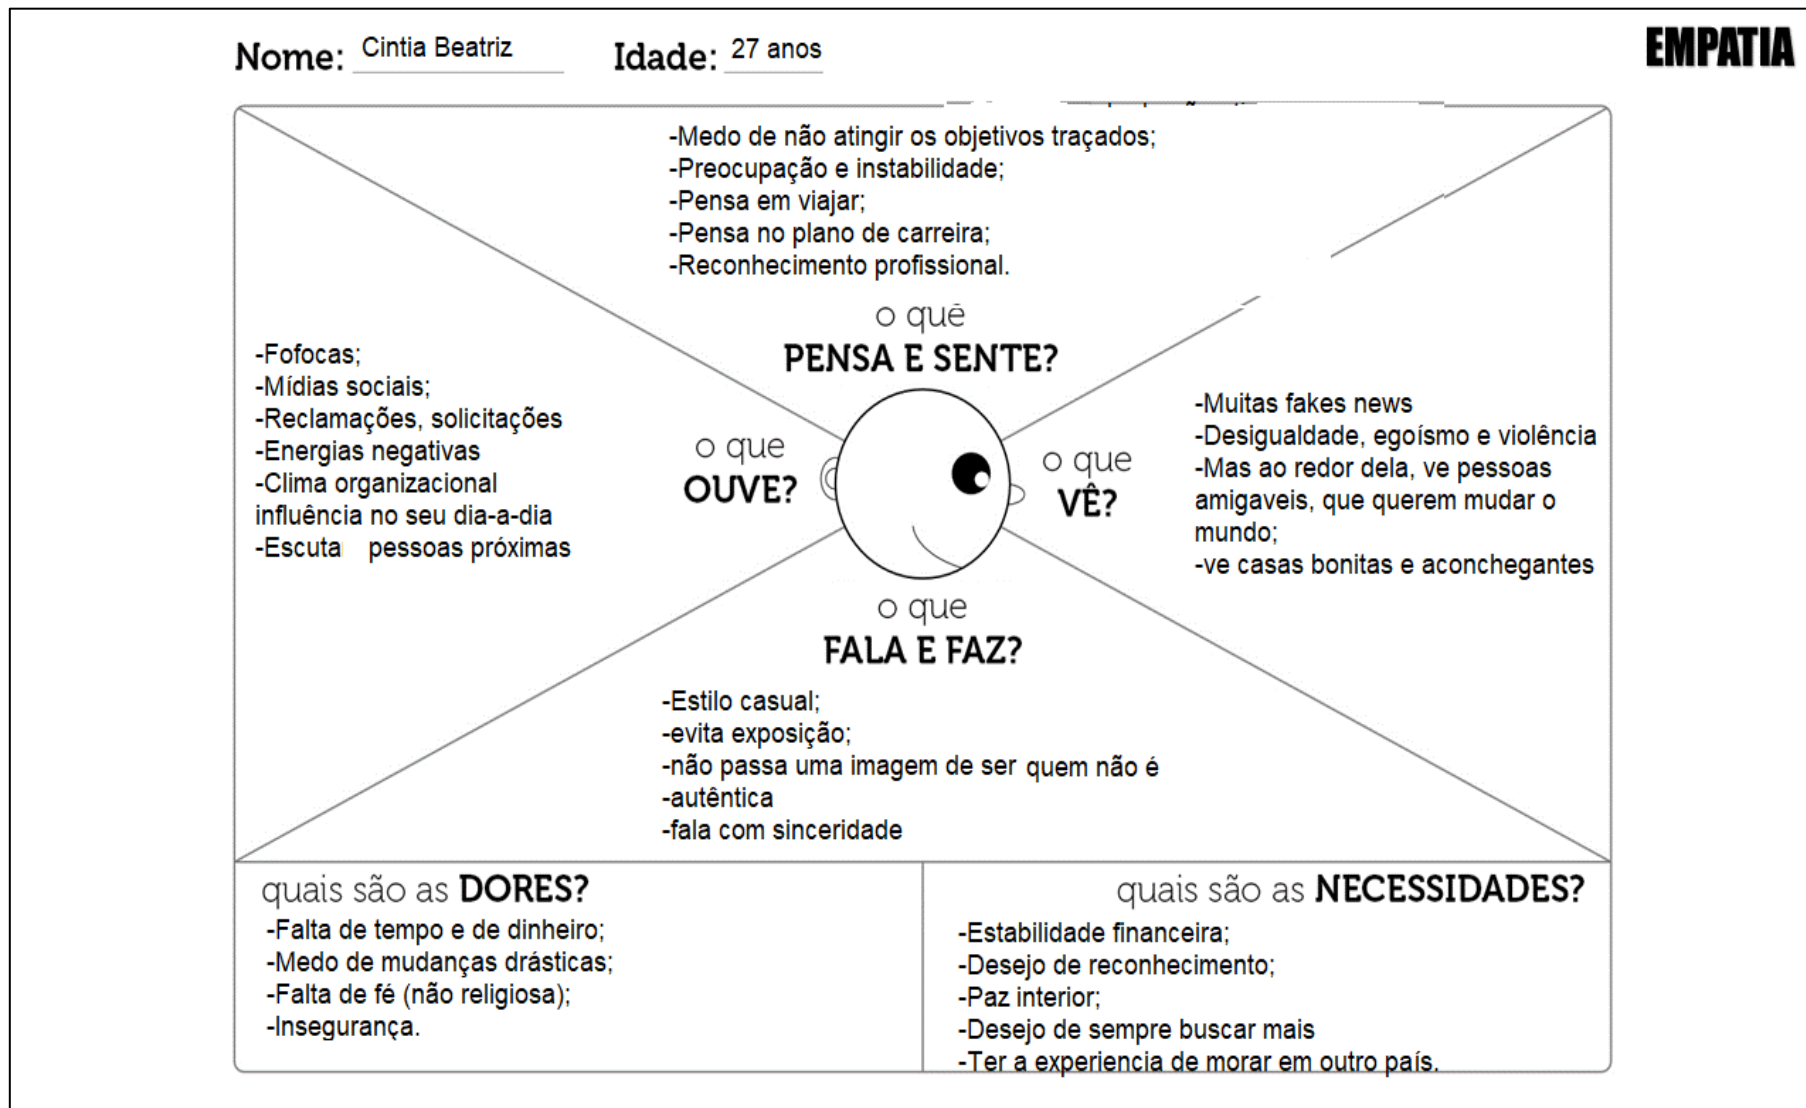 Nome: Cintia Beatriz Idade: 27 anos
EMPATIA
-Medo de não atingir os objetivos traçados;
-Preocupação e instabilidade;
-Pensa em viajar;
-Pensa no plano de carreira;
-Reconhecimento profissional.
o que
PENSA E SENTE?
-Fofocas;
-Mídias sociais;
-Reclamações, solicitações
-Energias negativas
-Clima organizacional
influência no seu dia-a-dia
-Escuta pessoas próximas
o que
OUVE?
o que
VÊ?
-Muitas fakes news
-Desigualdade, egoísmo e violência
-Mas ao redor dela, ve pessoas
amigaveis, que querem mudar o
mundo;
-ve casas bonitas e aconchegantes
o que
FALA E FAZ?
-Estilo casual;
-evita exposição;
-não passa uma imagem de ser quem não é
-autêntica
-fala com sinceridade
quais são as DORES?
-Falta de tempo e de dinheiro;
-Medo de mudanças drásticas;
-Falta de fé (não religiosa);
-Insegurança.
quais são as NECESSIDADES?
-Estabilidade financeira;
-Desejo de reconhecimento;
-Paz interior;
-Desejo de sempre buscar mais
-Ter a experiencia de morar em outro país.